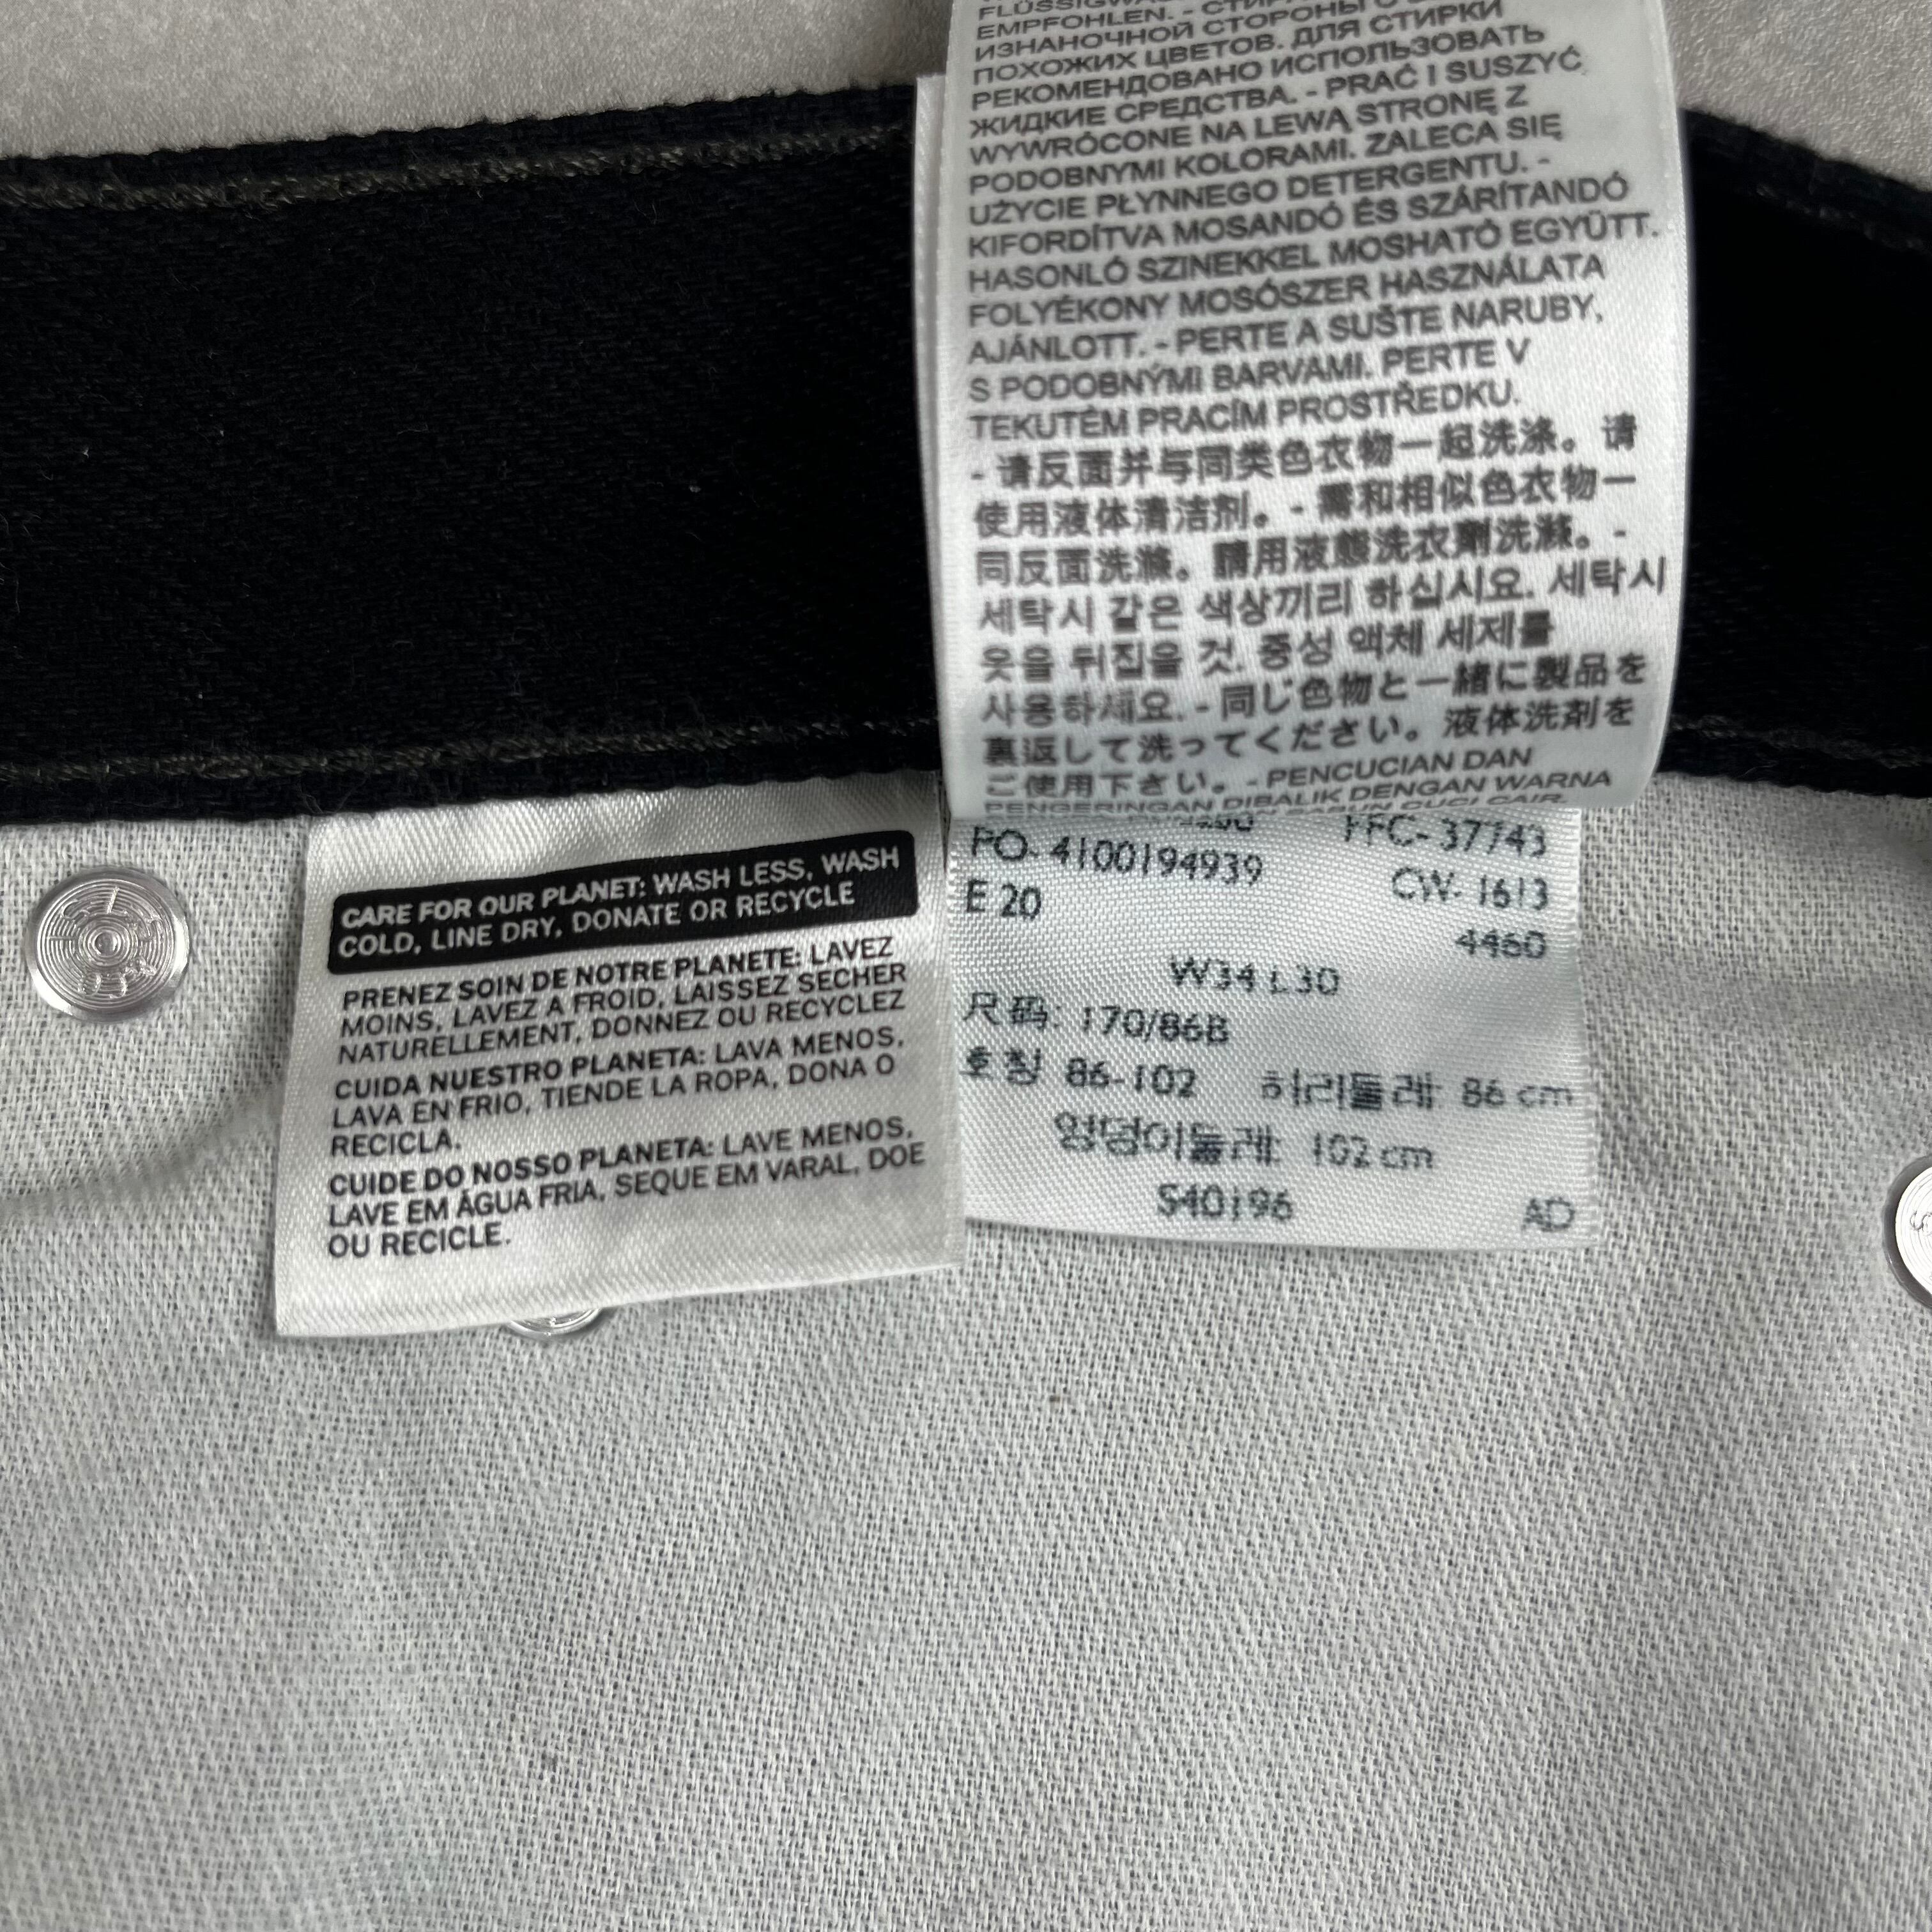 EMPFOHLEN. - СТИРАТЬ
ИЗНАНОЧНОЙ СТОРОНЫ С
ПОХОЖИХ ЦВЕТОВ. ДЛЯ СТИРКИ
РЕКОМЕНДОВАНО ИСПОЛЬЗОВАТЬ
ЖИДКИЕ СРЕДСТВА. - PRAĆ I SUSZYĆ
WYWRÓCONE NA LEWĄ STRONĘ Z
PODOBNYMI KOLORAMI. ZALECA SIĘ
UŻYCIE PŁYNNEGO DETERGENTU. -
KIFORDÍTVA MOSANDÓ ÉS SZÁRÍTANDÓ
HASONLÓ SZINEKKEL MOSHATÓ EGYÜTT.
FOLYÉKONY MOSÓSZER HASZNÁLATA
AJÁNLOTT. - PERTE A SUŠTE NARUBY,
S PODOBNÝMI BARVAMI. PERTE V
TEKUTÉM PRACÍM PROSTŘEDKU.
- 请反面并与同类色衣物一起洗涤。请
使用液体清洁剂。- 需和相似色衣物一
同反面洗滌。請用液態洗衣劑洗滌。-
세탁시 같은 색상끼리 하십시요. 세탁시
옷을 뒤집을 것. 중성 액체 세제를
사용하세요. - 同じ色物と一緒に製品を
裏返して洗ってください。液体洗剤を
ご使用下さい。- PENCUCIAN DAN
PENGERINGAN DIBALIK DENGAN WARNA
CARE FOR OUR PLANET: WASH LESS, WASH
COLD, LINE DRY, DONATE OR RECYCLE
PRENEZ SOIN DE NOTRE PLANETE: LAVEZ
MOINS, LAVEZ A FROID, LAISSEZ SECHER
NATURELLEMENT, DONNEZ OU RECYCLEZ
CUIDA NUESTRO PLANETA: LAVA MENOS,
LAVA EN FRIO, TIENDE LA ROPA, DONA O
RECICLA.
CUIDE DO NOSSO PLANETA: LAVE MENOS,
LAVE EM ÁGUA FRIA, SEQUE EM VARAL, DOE
OU RECICLE.
PO- 4100194939
E 20 CW- 1613
4460
W34 L30
尺码: 170/86B
호칭 86-102 허리둘레: 86 cm
엉덩이둘레: 102 cm
S40196 AD